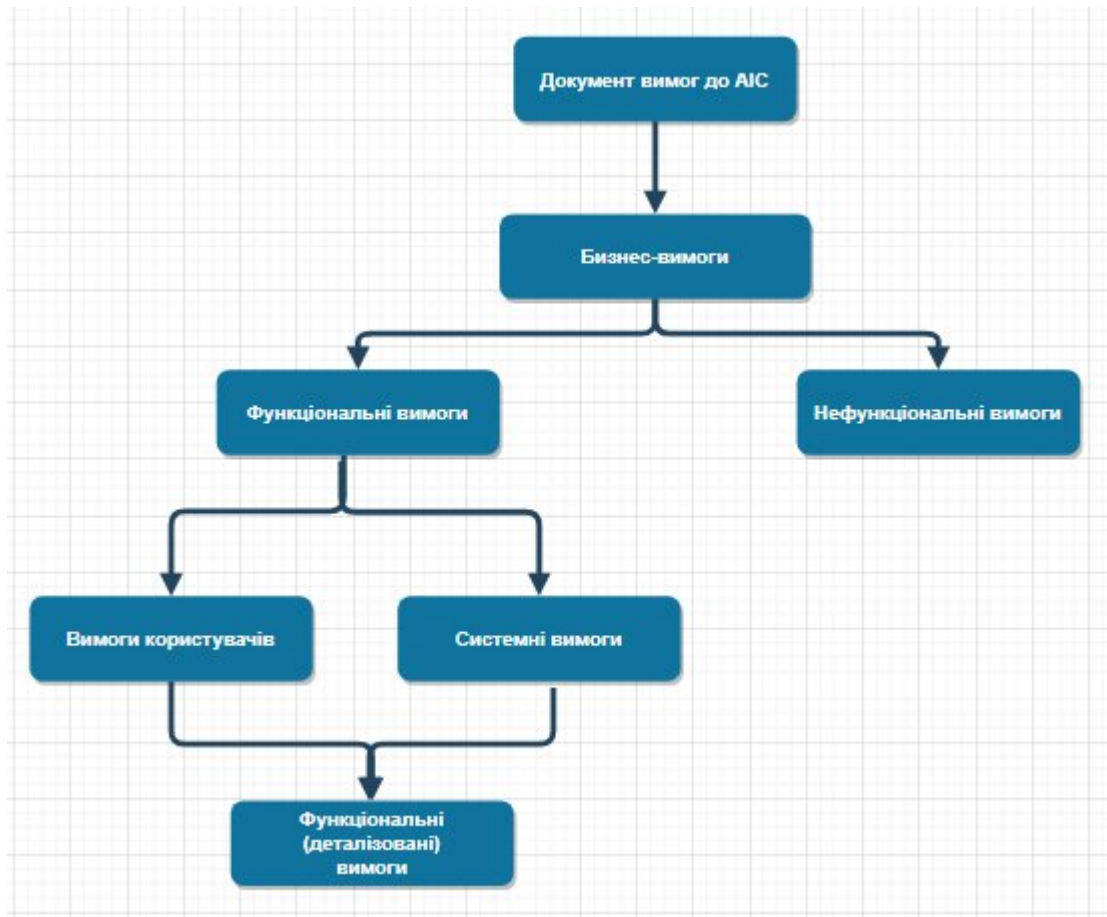 Документ вимог до АІС
Бизнес-вимоги
Функціональні вимоги
Нефункціональні вимоги
Вимоги користувачів
Системні вимоги
Функціональні
(деталізовані)
вимоги